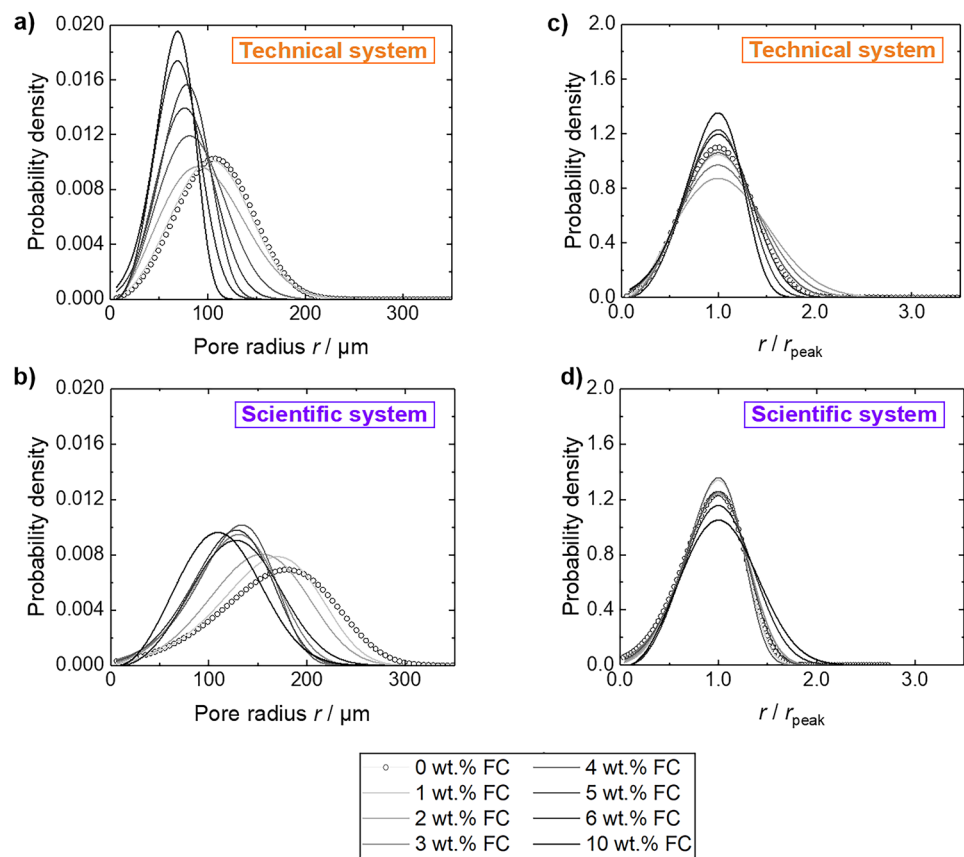 a)
Technical system
Probability density
0.020
0.016
0.012
0.008
0.004
0.000
0 100 200 300
Pore radius r / µm
c)
Technical system
Probability density
2.0
1.6
1.2
0.8
0.4
0.0
0.0 1.0 2.0 3.0
r / rpeak
b)
Scientific system
Probability density
0.020
0.016
0.012
0.008
0.004
0.000
0 100 200 300
Pore radius r / µm
d)
Scientific system
Probability density
2.0
1.6
1.2
0.8
0.4
0.0
0.0 1.0 2.0 3.0
r / rpeak
0 wt.% FC 4 wt.% FC
1 wt.% FC 5 wt.% FC
2 wt.% FC 6 wt.% FC
3 wt.% FC 10 wt.% FC